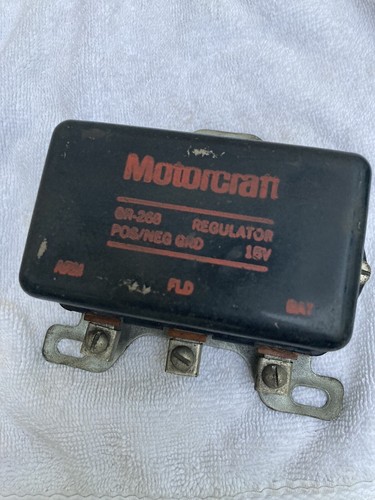 Motorcraft
GR-268 REGULATOR
POS/NEG GRD 15V
ARM FLD BAT